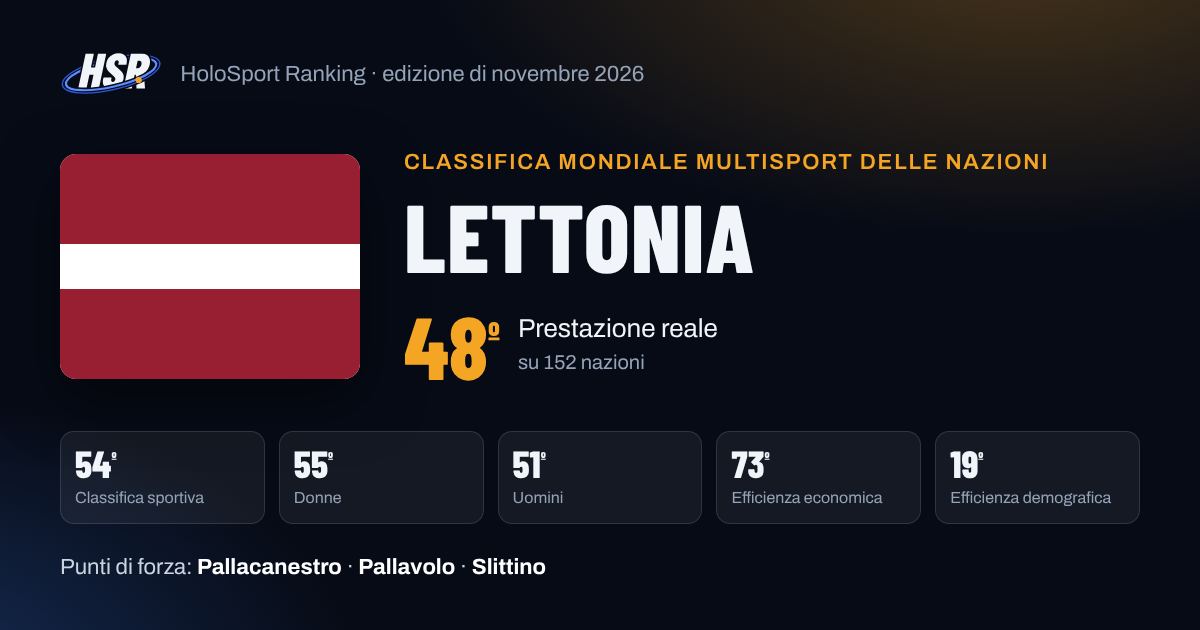 HSR
HoloSport Ranking · edizione di novembre 2026
CLASSIFICA MONDIALE MULTISPORT DELLE NAZIONI
LETTONIA
48º
Prestazione reale
su 152 nazioni
54º
Classifica sportiva
55º
Donne
51º
Uomini
73º
Efficienza economica
19º
Efficienza demografica
Punti di forza: Pallacanestro · Pallavolo · Slittino